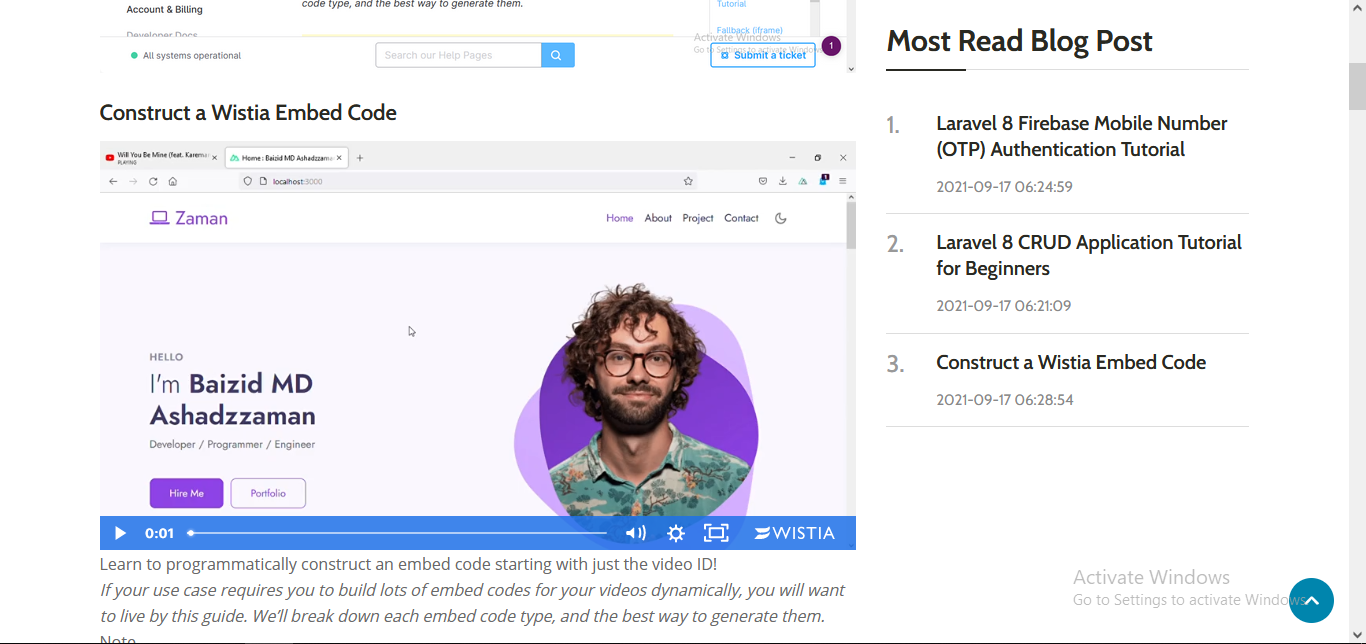 Account & Billing
code type, and the best way to generate them.
Tutorial
Developer Docs
Fallback (iframe)
Activate Windows
Go to Settings to activate Windows
1
All systems operational
Search our Help Pages
Submit a ticket
Construct a Wistia Embed Code
Will You Be Mine (feat. Karema
PLAYING
Home : Baizid MD Ashadzzama
localhost:3000
Zaman
Home About Project Contact
HELLO
I'm Baizid MD
Ashadzzaman
Developer / Programmer / Engineer
Hire Me Portfolio
0:01
WISTIA
Learn to programmatically construct an embed code starting with just the video ID!
If your use case requires you to build lots of embed codes for your videos dynamically, you will want
to live by this guide. We'll break down each embed code type, and the best way to generate them.
Note
Most Read Blog Post
1. Laravel 8 Firebase Mobile Number
(OTP) Authentication Tutorial
2021-09-17 06:24:59
2. Laravel 8 CRUD Application Tutorial
for Beginners
2021-09-17 06:21:09
3. Construct a Wistia Embed Code
2021-09-17 06:28:54
Activate Windows
Go to Settings to activate Windows.